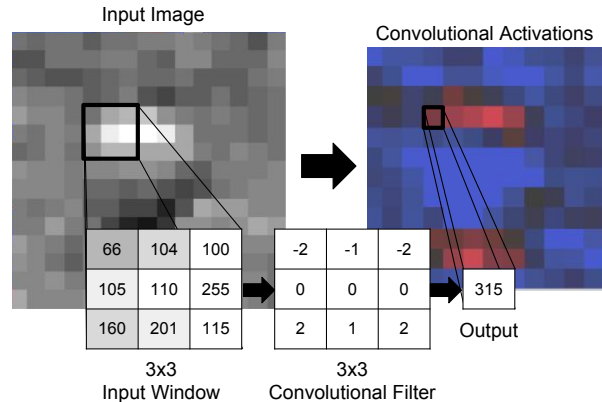 Input Image
Convolutional Activations
66 104 100
105 110 255
160 201 115
-2 -1 -2
0 0 0
2 1 2
315
Output
3x3
Input Window
3x3
Convolutional Filter